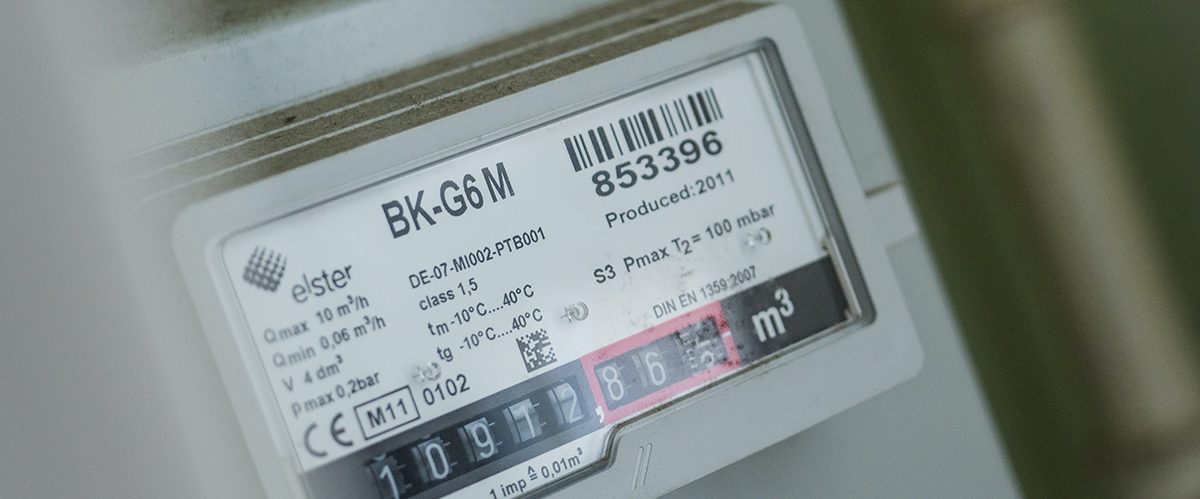 853396
Produced:2011
BK-G6 M
elster
DE-07-MI002-PTB001
class 1,5
S3 Pmax T2= 100 mbar
Qmax 10 m³/h
Qmin 0,06 m³/h
V 4 dm³
pmax 0,2bar
tm -10°C....40°C
tg -10°C....40°C
DIN EN 1359:2007
CE M11 0102
10912,86
m³
1 imp ≙ 0,01m³